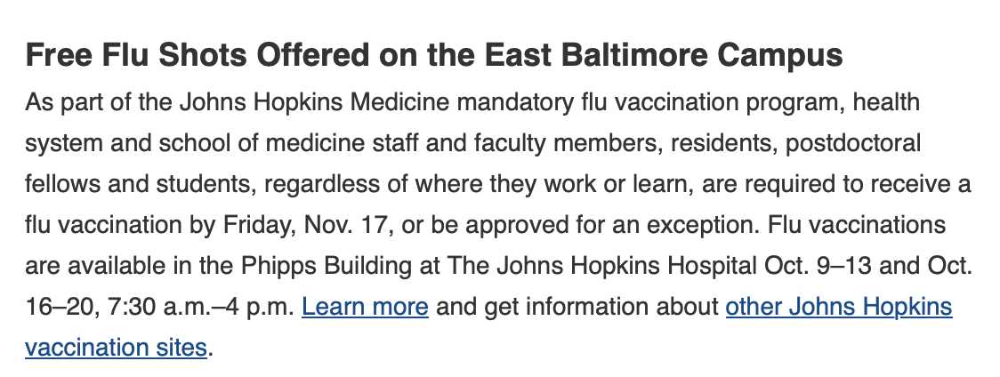 Free Flu Shots Offered on the East Baltimore Campus
As part of the Johns Hopkins Medicine mandatory flu vaccination program, health
system and school of medicine staff and faculty members, residents, postdoctoral
fellows and students, regardless of where they work or learn, are required to receive a
flu vaccination by Friday, Nov. 17, or be approved for an exception. Flu vaccinations
are available in the Phipps Building at The Johns Hopkins Hospital Oct. 9–13 and Oct.
16–20, 7:30 a.m.–4 p.m. Learn more and get information about other Johns Hopkins
vaccination sites.